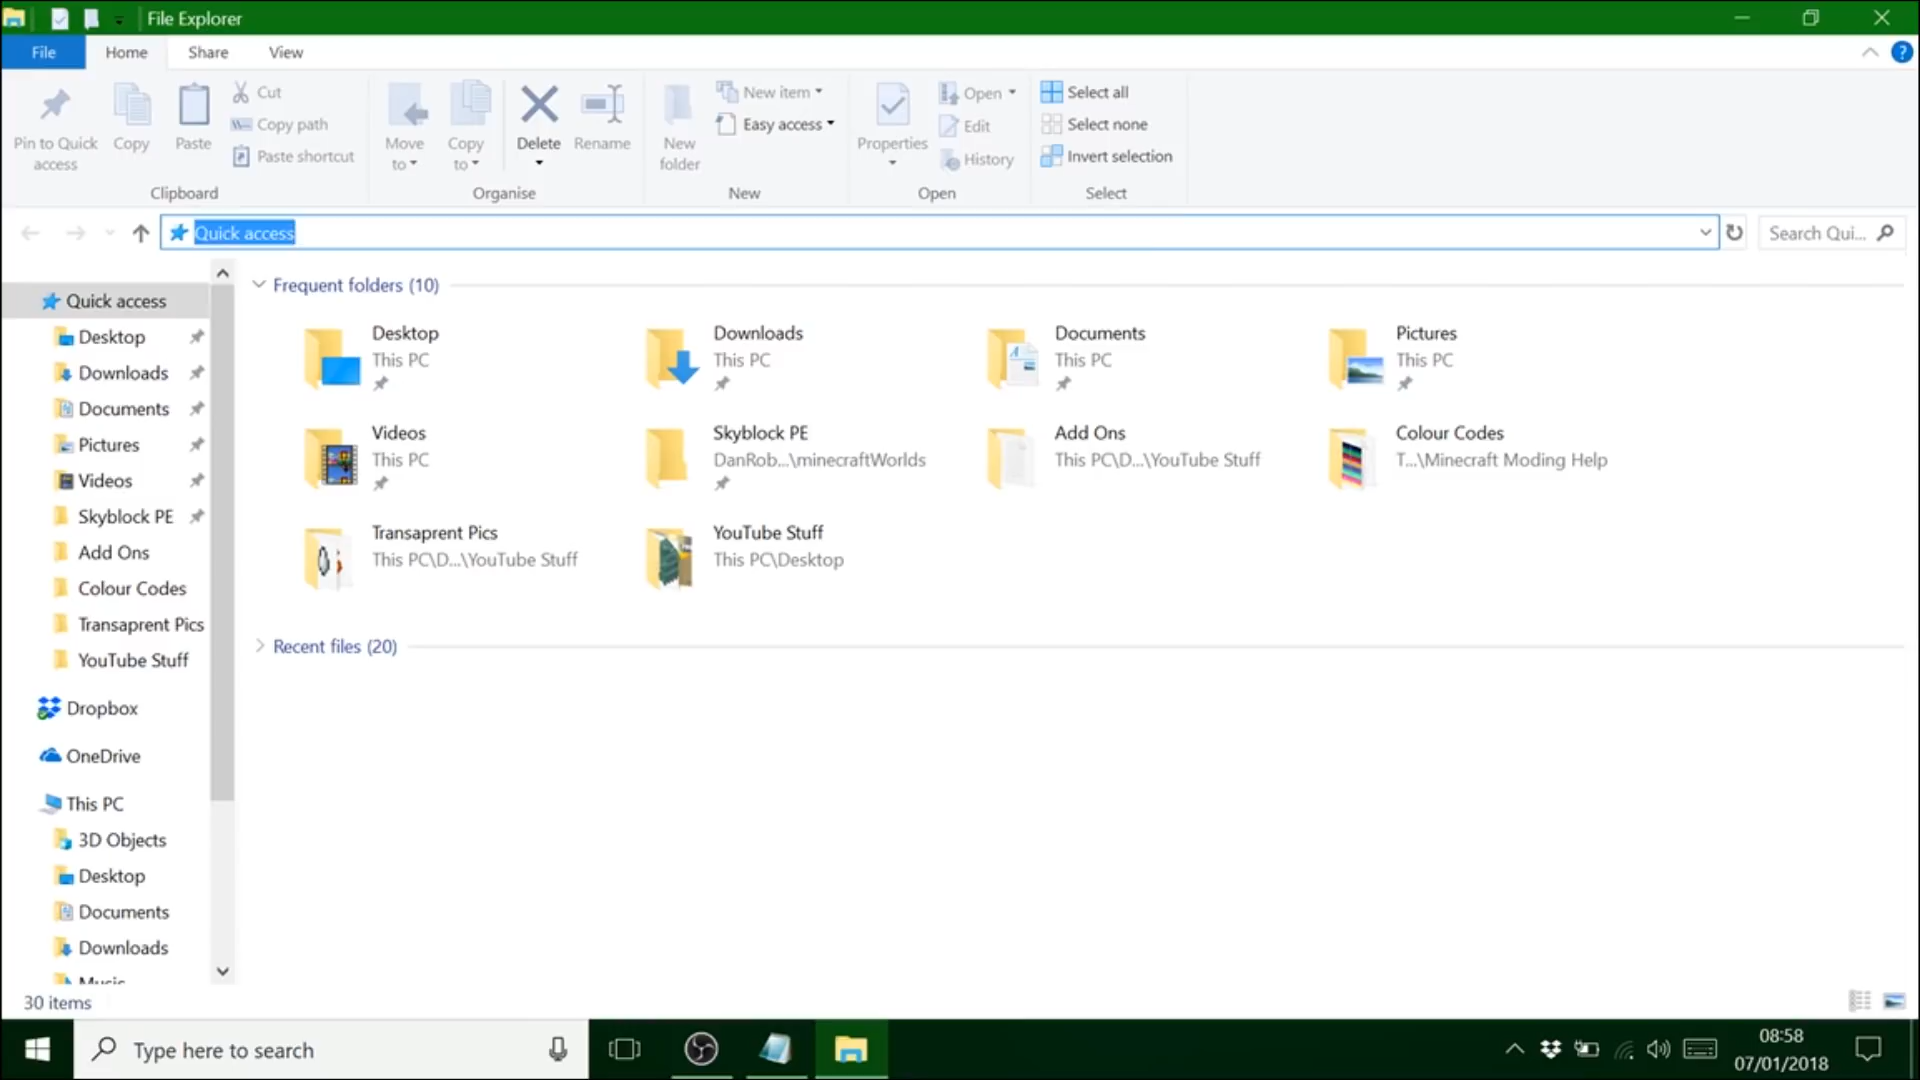 File Explorer
File Home Share View
Pin to Quick access
Copy
Paste
Cut
Copy path
Paste shortcut
Clipboard
Move to
Copy to
Delete
Rename
Organise
New folder
New item
Easy access
New
Properties
Open
Edit
History
Open
Select all
Select none
Invert selection
Select
Quick access
Search Qui...
Quick access
Desktop
Downloads
Documents
Pictures
Videos
Skyblock PE
Add Ons
Colour Codes
Transaprent Pics
YouTube Stuff
Dropbox
OneDrive
This PC
3D Objects
Desktop
Documents
Downloads
Music
Frequent folders (10)
Desktop
This PC
Downloads
This PC
Documents
This PC
Pictures
This PC
Videos
This PC
Skyblock PE
DanRob...\minecraftWorlds
Add Ons
This PC\D...\YouTube Stuff
Colour Codes
T...\Minecraft Moding Help
Transaprent Pics
This PC\D...\YouTube Stuff
YouTube Stuff
This PC\Desktop
Recent files (20)
30 items
Type here to search
08:58
07/01/2018